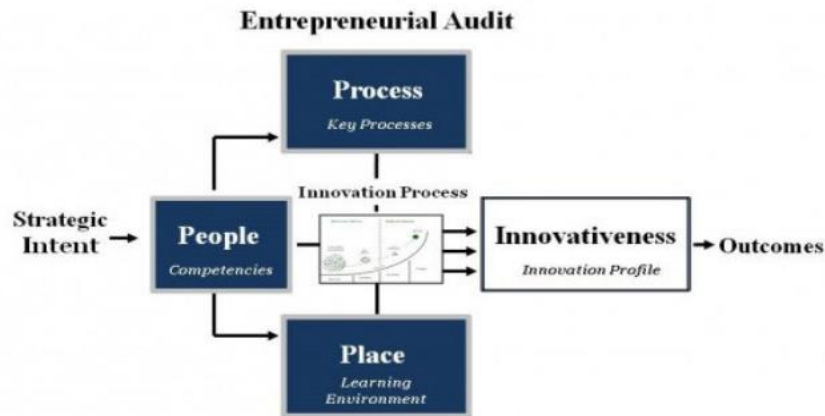 Entrepreneurial Audit
Process
Key Processes
Innovation Process
Strategic
Intent
People
Competencies
Innovativeness
Innovation Profile
Outcomes
Place
Learning
Environment